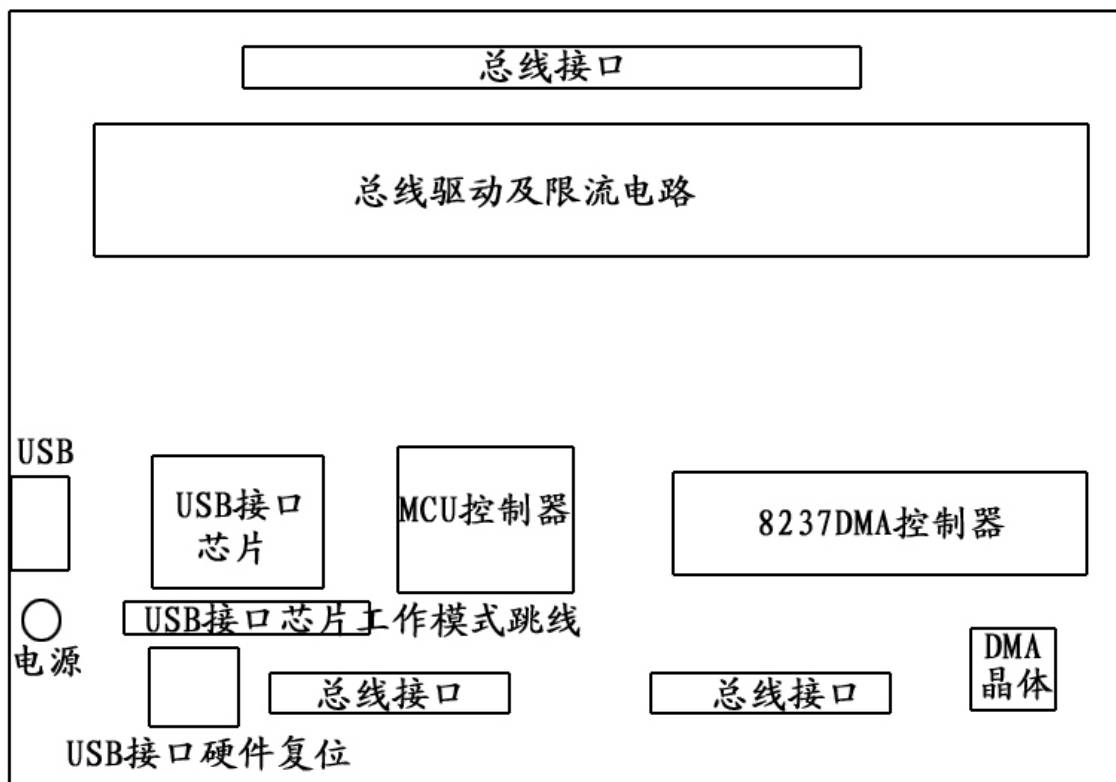 总线接口
总线驱动及限流电路
USB
USB接口
芯片
MCU控制器
8237DMA控制器
USB接口芯片工作模式跳线
电源
DMA
晶体
总线接口
总线接口
USB接口硬件复位